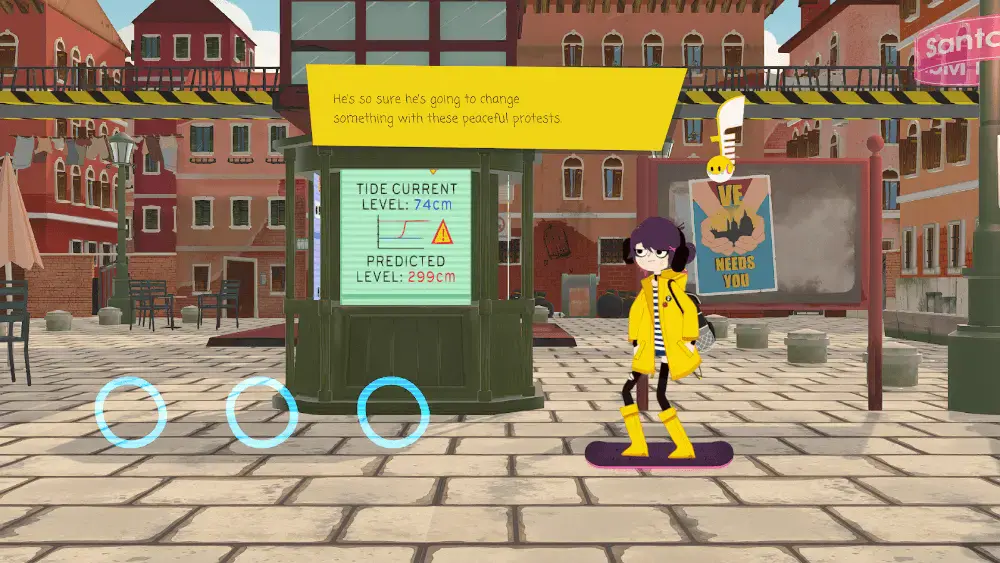 Santa
He's so sure he's going to change
something with these peaceful protests.
TIDE CURRENT
LEVEL: 74cm
PREDICTED
LEVEL: 299cm
VE
NEEDS
YOU